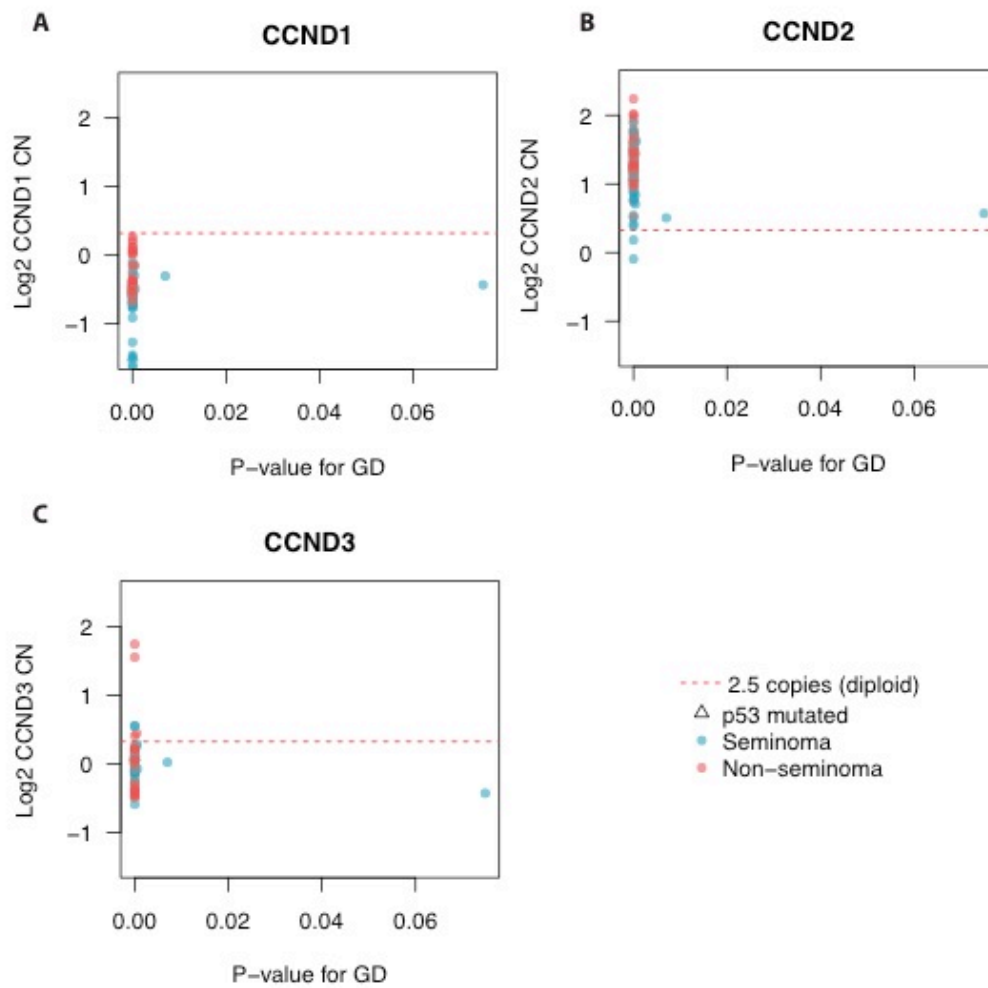 A
CCND1
Log2 CCND1 CN
2
1
0
−1
0.00 0.02 0.04 0.06
P−value for GD
B
CCND2
Log2 CCND2 CN
2
1
0
−1
0.00 0.02 0.04 0.06
P−value for GD
C
CCND3
Log2 CCND3 CN
2
1
0
−1
0.00 0.02 0.04 0.06
P−value for GD
2.5 copies (diploid)
p53 mutated
Seminoma
Non−seminoma